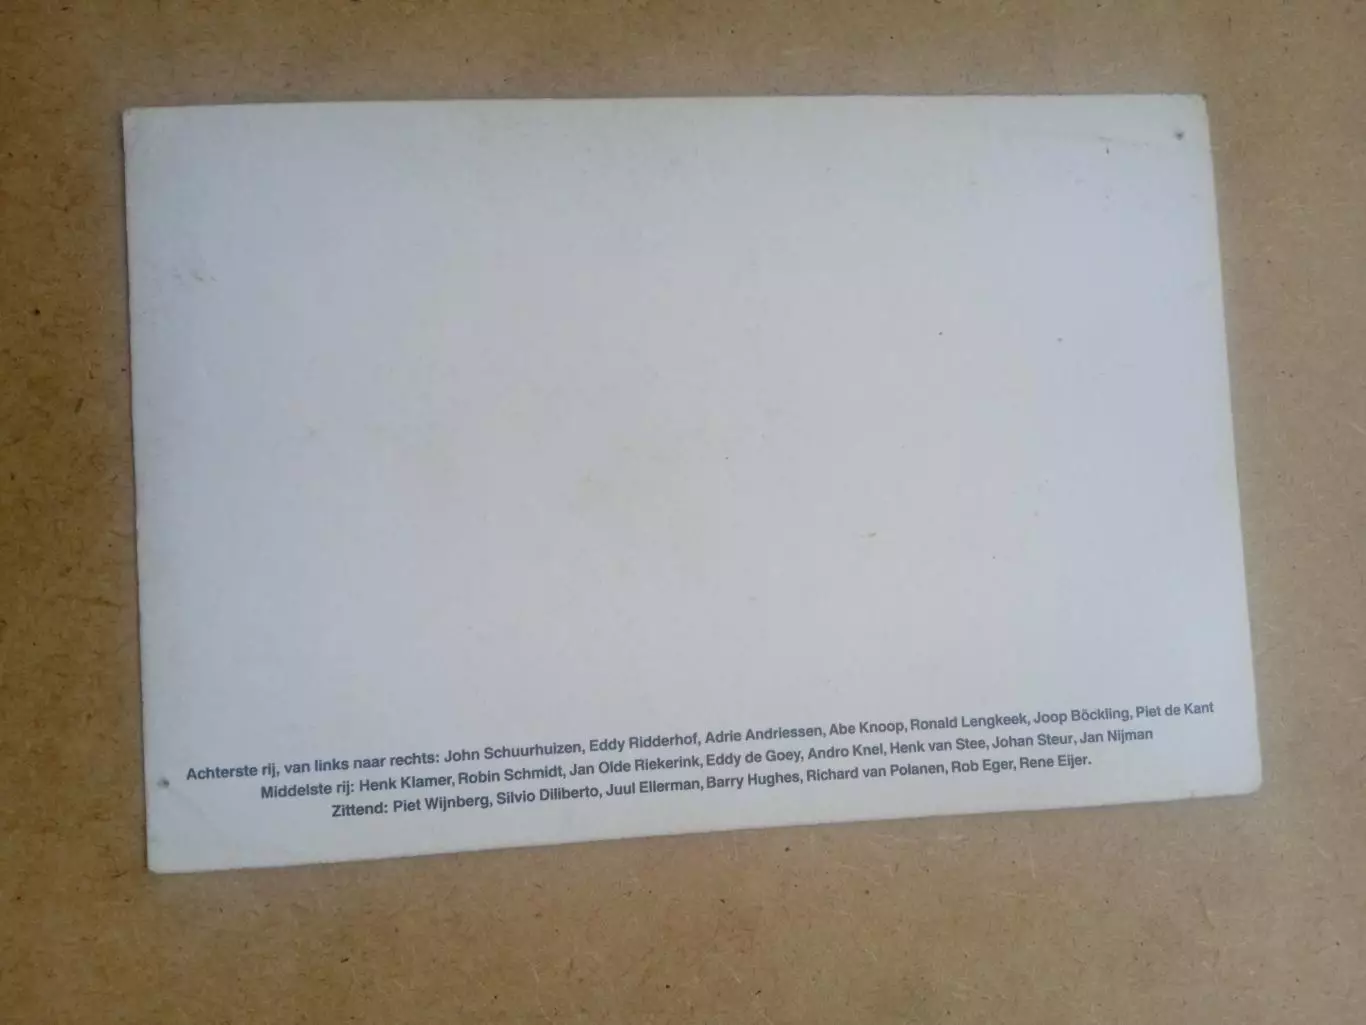 Achterste rij, van links naar rechts: John Schuurhuizen, Eddy Ridderhof, Adrie Andriessen, Abe Knoop, Ronald Lengkeek, Joop Böckling, Piet de Kant
Middelste rij: Henk Klamer, Robin Schmidt, Jan Olde Riekerink, Eddy de Goey, Andro Knel, Henk van Stee, Johan Steur, Jan Nijman
Zittend: Piet Wijnberg, Silvio Diliberto, Juul Ellerman, Barry Hughes, Richard van Polanen, Rob Eger, Rene Eijer.